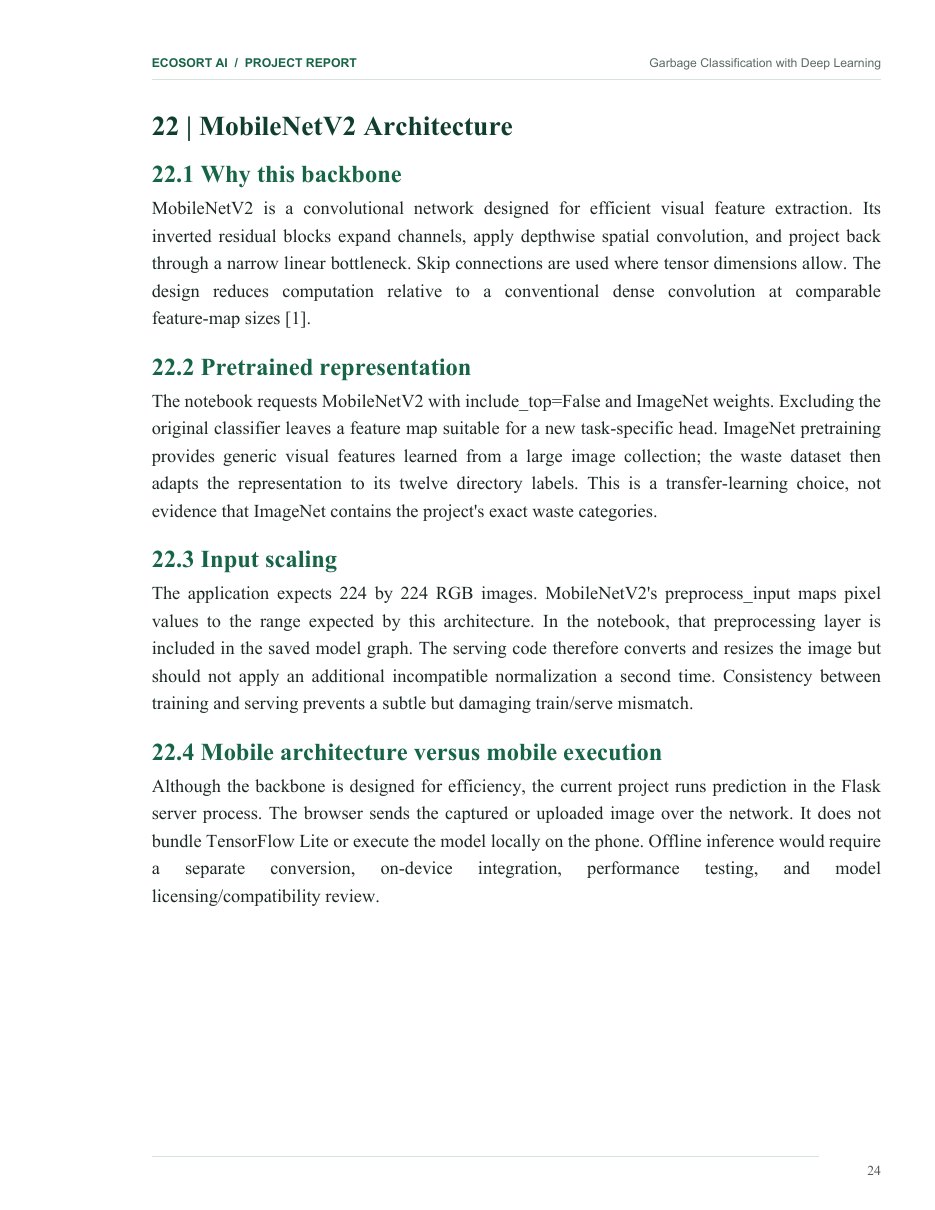 ECOSORT AI / PROJECT REPORT
Garbage Classification with Deep Learning
22 | MobileNetV2 Architecture
22.1 Why this backbone
MobileNetV2 is a convolutional network designed for efficient visual feature extraction. Its
inverted residual blocks expand channels, apply depthwise spatial convolution, and project back
through a narrow linear bottleneck. Skip connections are used where tensor dimensions allow. The
design reduces computation relative to a conventional dense convolution at comparable
feature-map sizes [1].
22.2 Pretrained representation
The notebook requests MobileNetV2 with include_top=False and ImageNet weights. Excluding the
original classifier leaves a feature map suitable for a new task-specific head. ImageNet pretraining
provides generic visual features learned from a large image collection; the waste dataset then
adapts the representation to its twelve directory labels. This is a transfer-learning choice, not
evidence that ImageNet contains the project's exact waste categories.
22.3 Input scaling
The application expects 224 by 224 RGB images. MobileNetV2's preprocess_input maps pixel
values to the range expected by this architecture. In the notebook, that preprocessing layer is
included in the saved model graph. The serving code therefore converts and resizes the image but
should not apply an additional incompatible normalization a second time. Consistency between
training and serving prevents a subtle but damaging train/serve mismatch.
22.4 Mobile architecture versus mobile execution
Although the backbone is designed for efficiency, the current project runs prediction in the Flask
server process. The browser sends the captured or uploaded image over the network. It does not
bundle TensorFlow Lite or execute the model locally on the phone. Offline inference would require
a separate conversion, on-device integration, performance testing, and model
licensing/compatibility review.
24